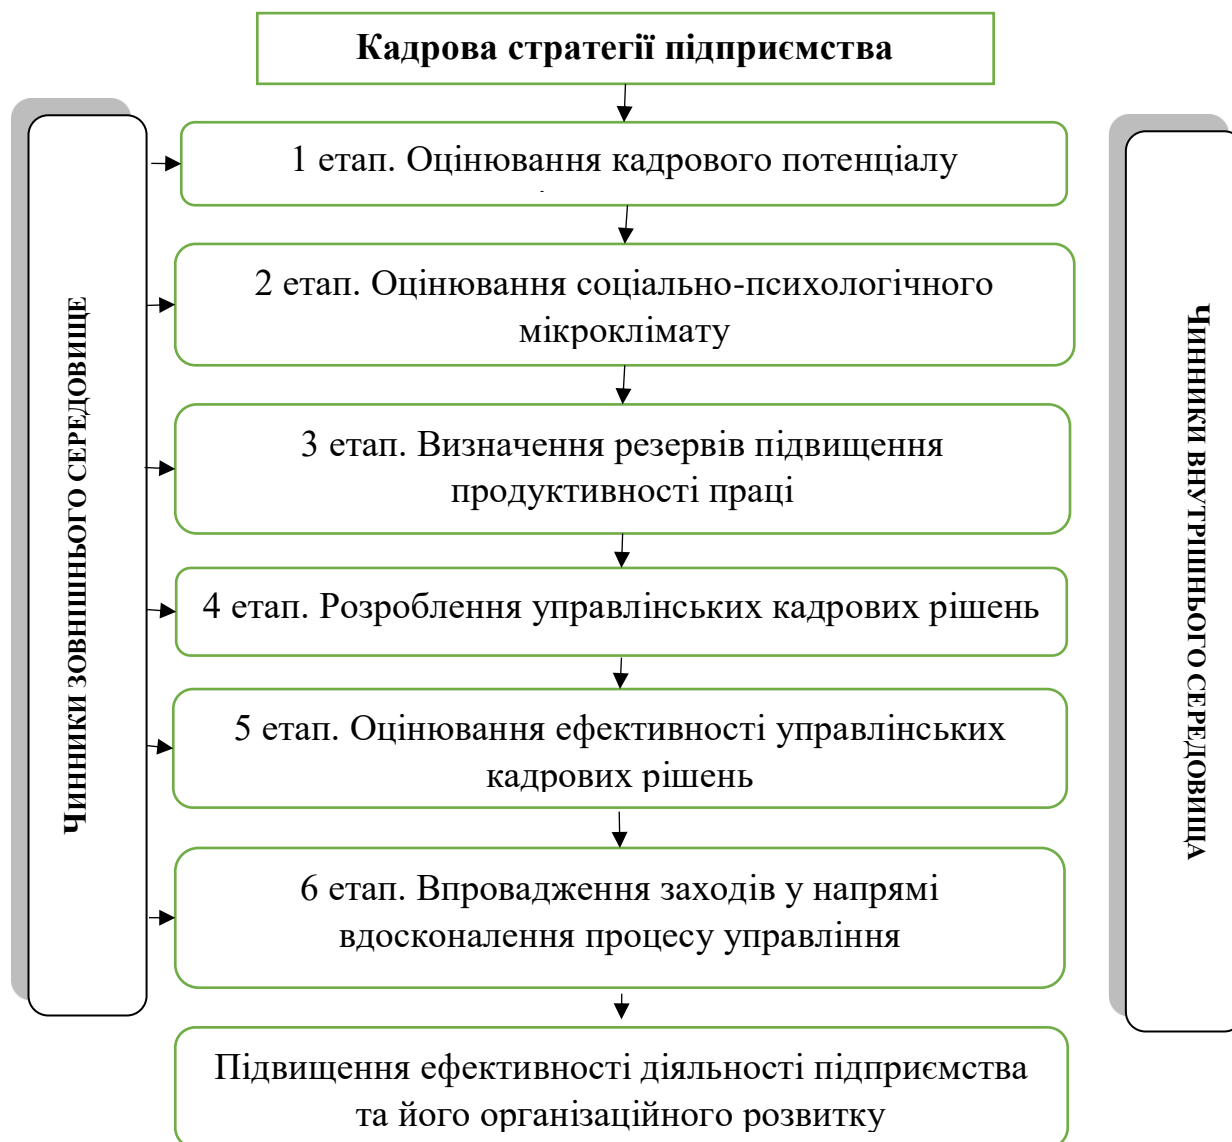 Кадрова стратегії підприємства
1 етап. Оцінювання кадрового потенціалу
2 етап. Оцінювання соціально-психологічного
мікроклімату
3 етап. Визначення резервів підвищення
продуктивності праці
4 етап. Розроблення управлінських кадрових рішень
5 етап. Оцінювання ефективності управлінських
кадрових рішень
6 етап. Впровадження заходів у напрямі
вдосконалення процесу управління
Підвищення ефективності діяльності підприємства
та його організаційного розвитку
ЧИННИКИ ЗОВНІШНЬОГО СЕРЕДОВИЩЕ
ЧИННИКИ ВНУТРІШНЬОГО СЕРЕДОВИЩА